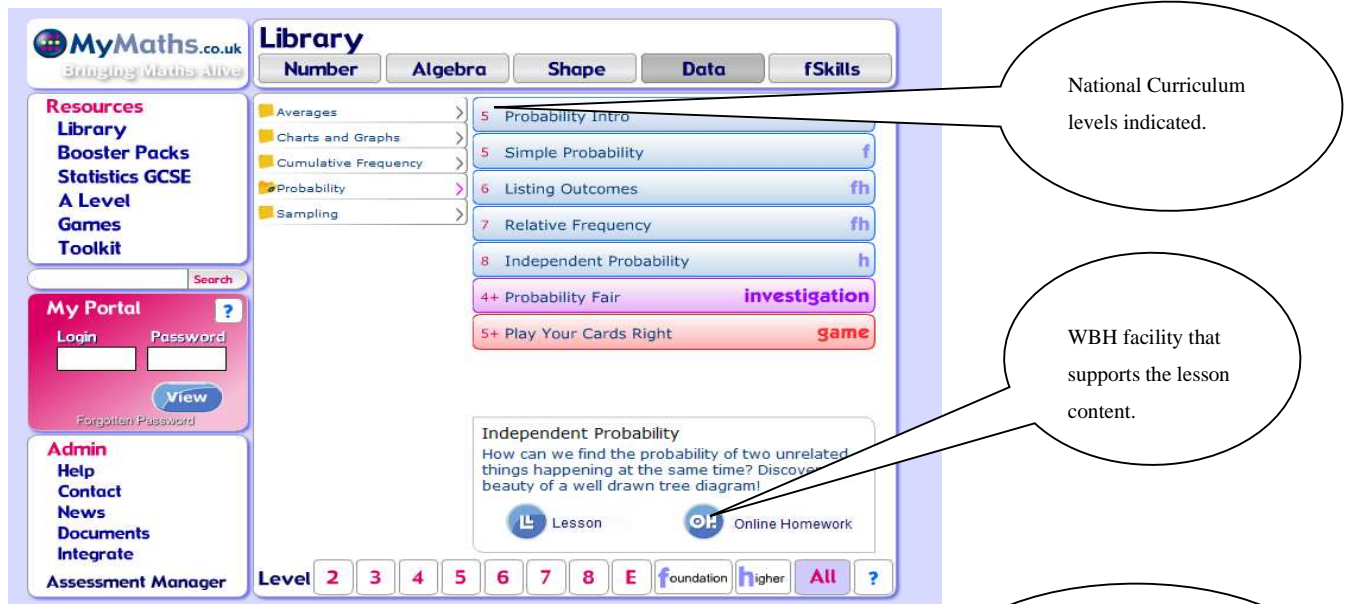 MyMaths.co.uk
Bringing Maths Alive
Library
Number Algebra Shape Data fSkills
Resources
Library
Booster Packs
Statistics GCSE
A Level
Games
Toolkit
Search
My Portal ?
Login Password
View
Forgotten Password
Admin
Help
Contact
News
Documents
Integrate
Assessment Manager
Averages
Charts and Graphs
Cumulative Frequency
Probability
Sampling
5 Probability Intro
5 Simple Probability f
6 Listing Outcomes fh
7 Relative Frequency fh
8 Independent Probability h
4+ Probability Fair investigation
5+ Play Your Cards Right game
Independent Probability
How can we find the probability of two unrelated
things happening at the same time? Discover
beauty of a well drawn tree diagram!
L Lesson OH Online Homework
Level 2 3 4 5 6 7 8 E foundation higher All ?
National Curriculum
levels indicated.
WBH facility that
supports the lesson
content.